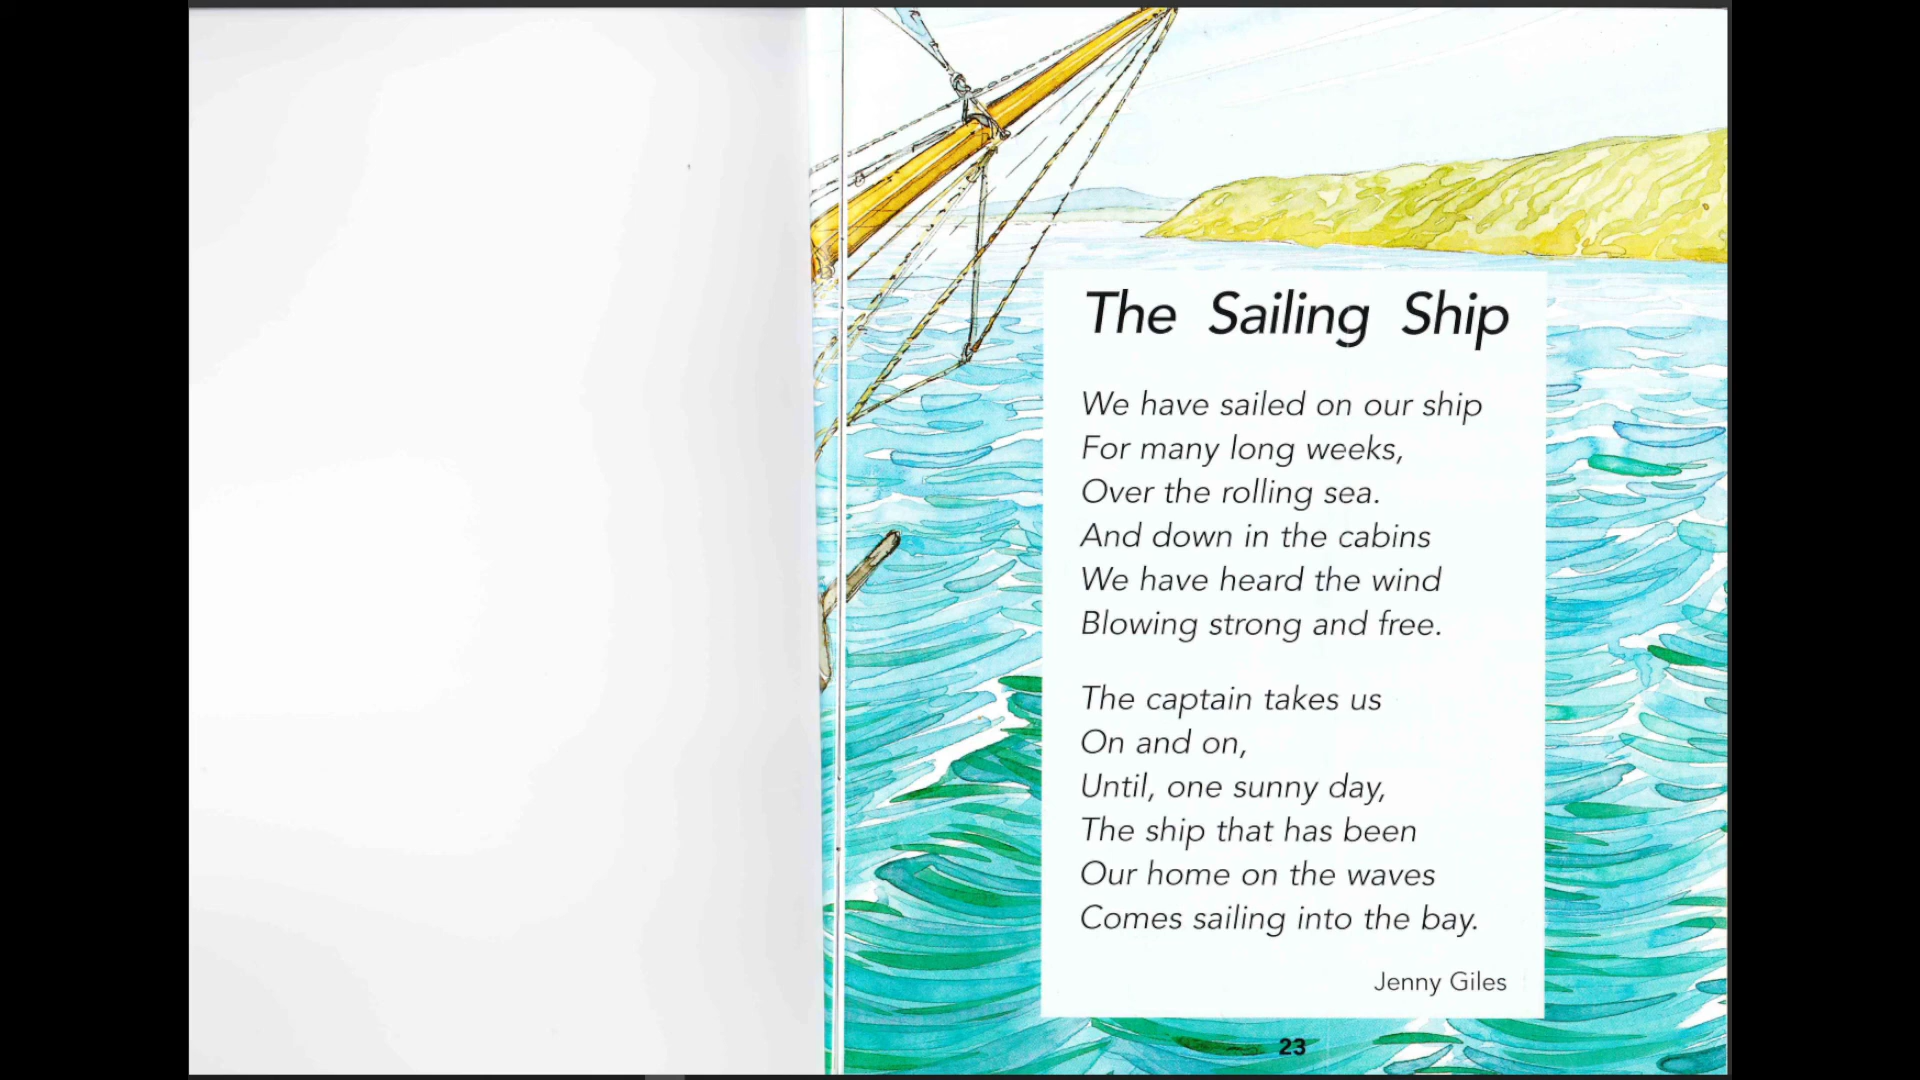 The Sailing Ship
We have sailed on our ship
For many long weeks,
Over the rolling sea.
And down in the cabins
We have heard the wind
Blowing strong and free.
The captain takes us
On and on,
Until, one sunny day,
The ship that has been
Our home on the waves
Comes sailing into the bay.
Jenny Giles
23